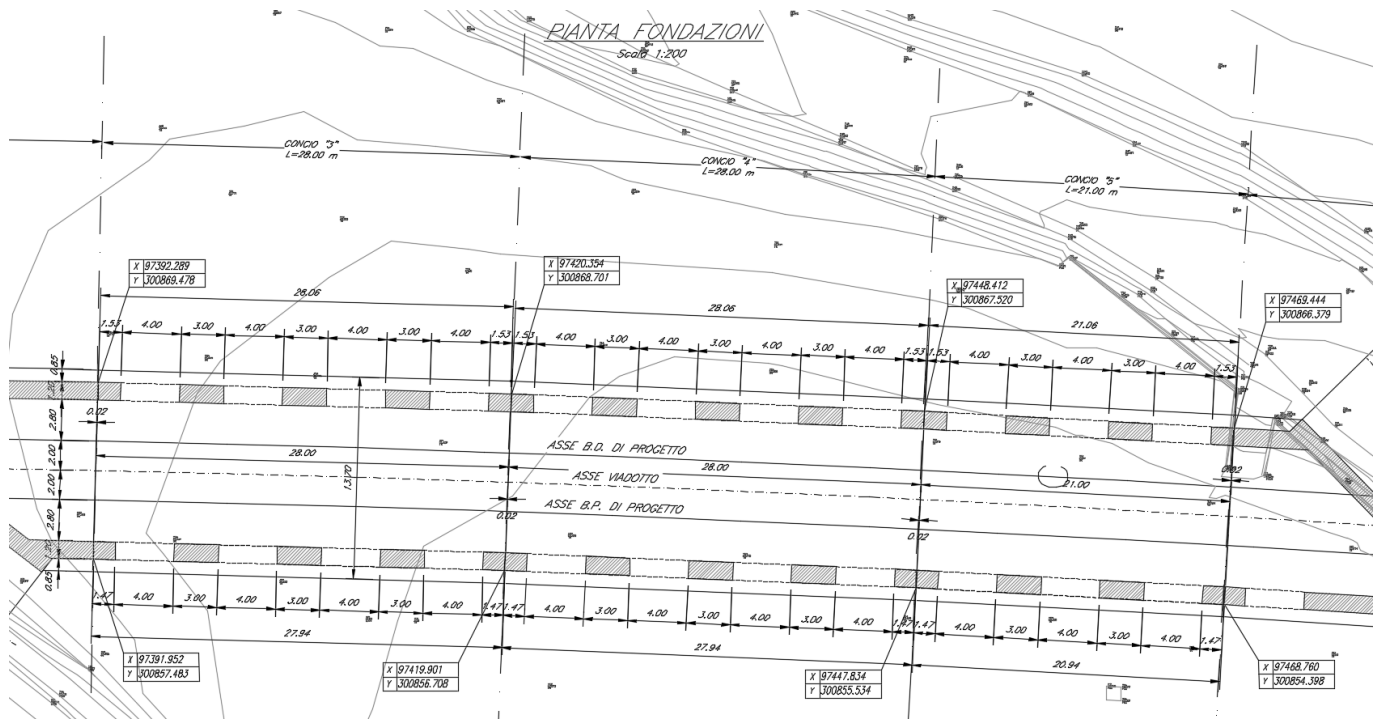 PIANTA FONDAZIONI
Scala 1:200
CONCIO "3"
L=28.00 m
CONCIO "4"
L=28.00 m
CONCIO "5"
L=21.00 m
X 97392.289
Y 300869.478
X 97420.354
Y 300868.701
X 97448.412
Y 300867.520
X 97469.444
Y 300866.379
28.06
28.06
21.06
1.53 4.00 3.00 4.00 3.00 4.00 3.00 4.00 1.53
1.53 4.00 3.00 4.00 3.00 4.00 3.00 4.00 1.53
1.53 4.00 3.00 4.00 3.00 4.00 1.53
0.85
1.20
2.80
2.00
2.00
2.80
1.20
0.85
0.02
13.70
ASSE B.D. DI PROGETTO
28.00
28.00
21.00
0.02
ASSE VIADOTTO
ASSE B.P. DI PROGETTO
0.02
0.02
1.47 4.00 3.00 4.00 3.00 4.00 3.00 4.00 1.47
1.47 4.00 3.00 4.00 3.00 4.00 3.00 4.00 1.47
1.47 4.00 3.00 4.00 3.00 4.00 1.47
27.94
27.94
20.94
X 97391.952
Y 300857.483
X 97419.901
Y 300856.708
X 97447.834
Y 300855.534
X 97468.760
Y 300854.398